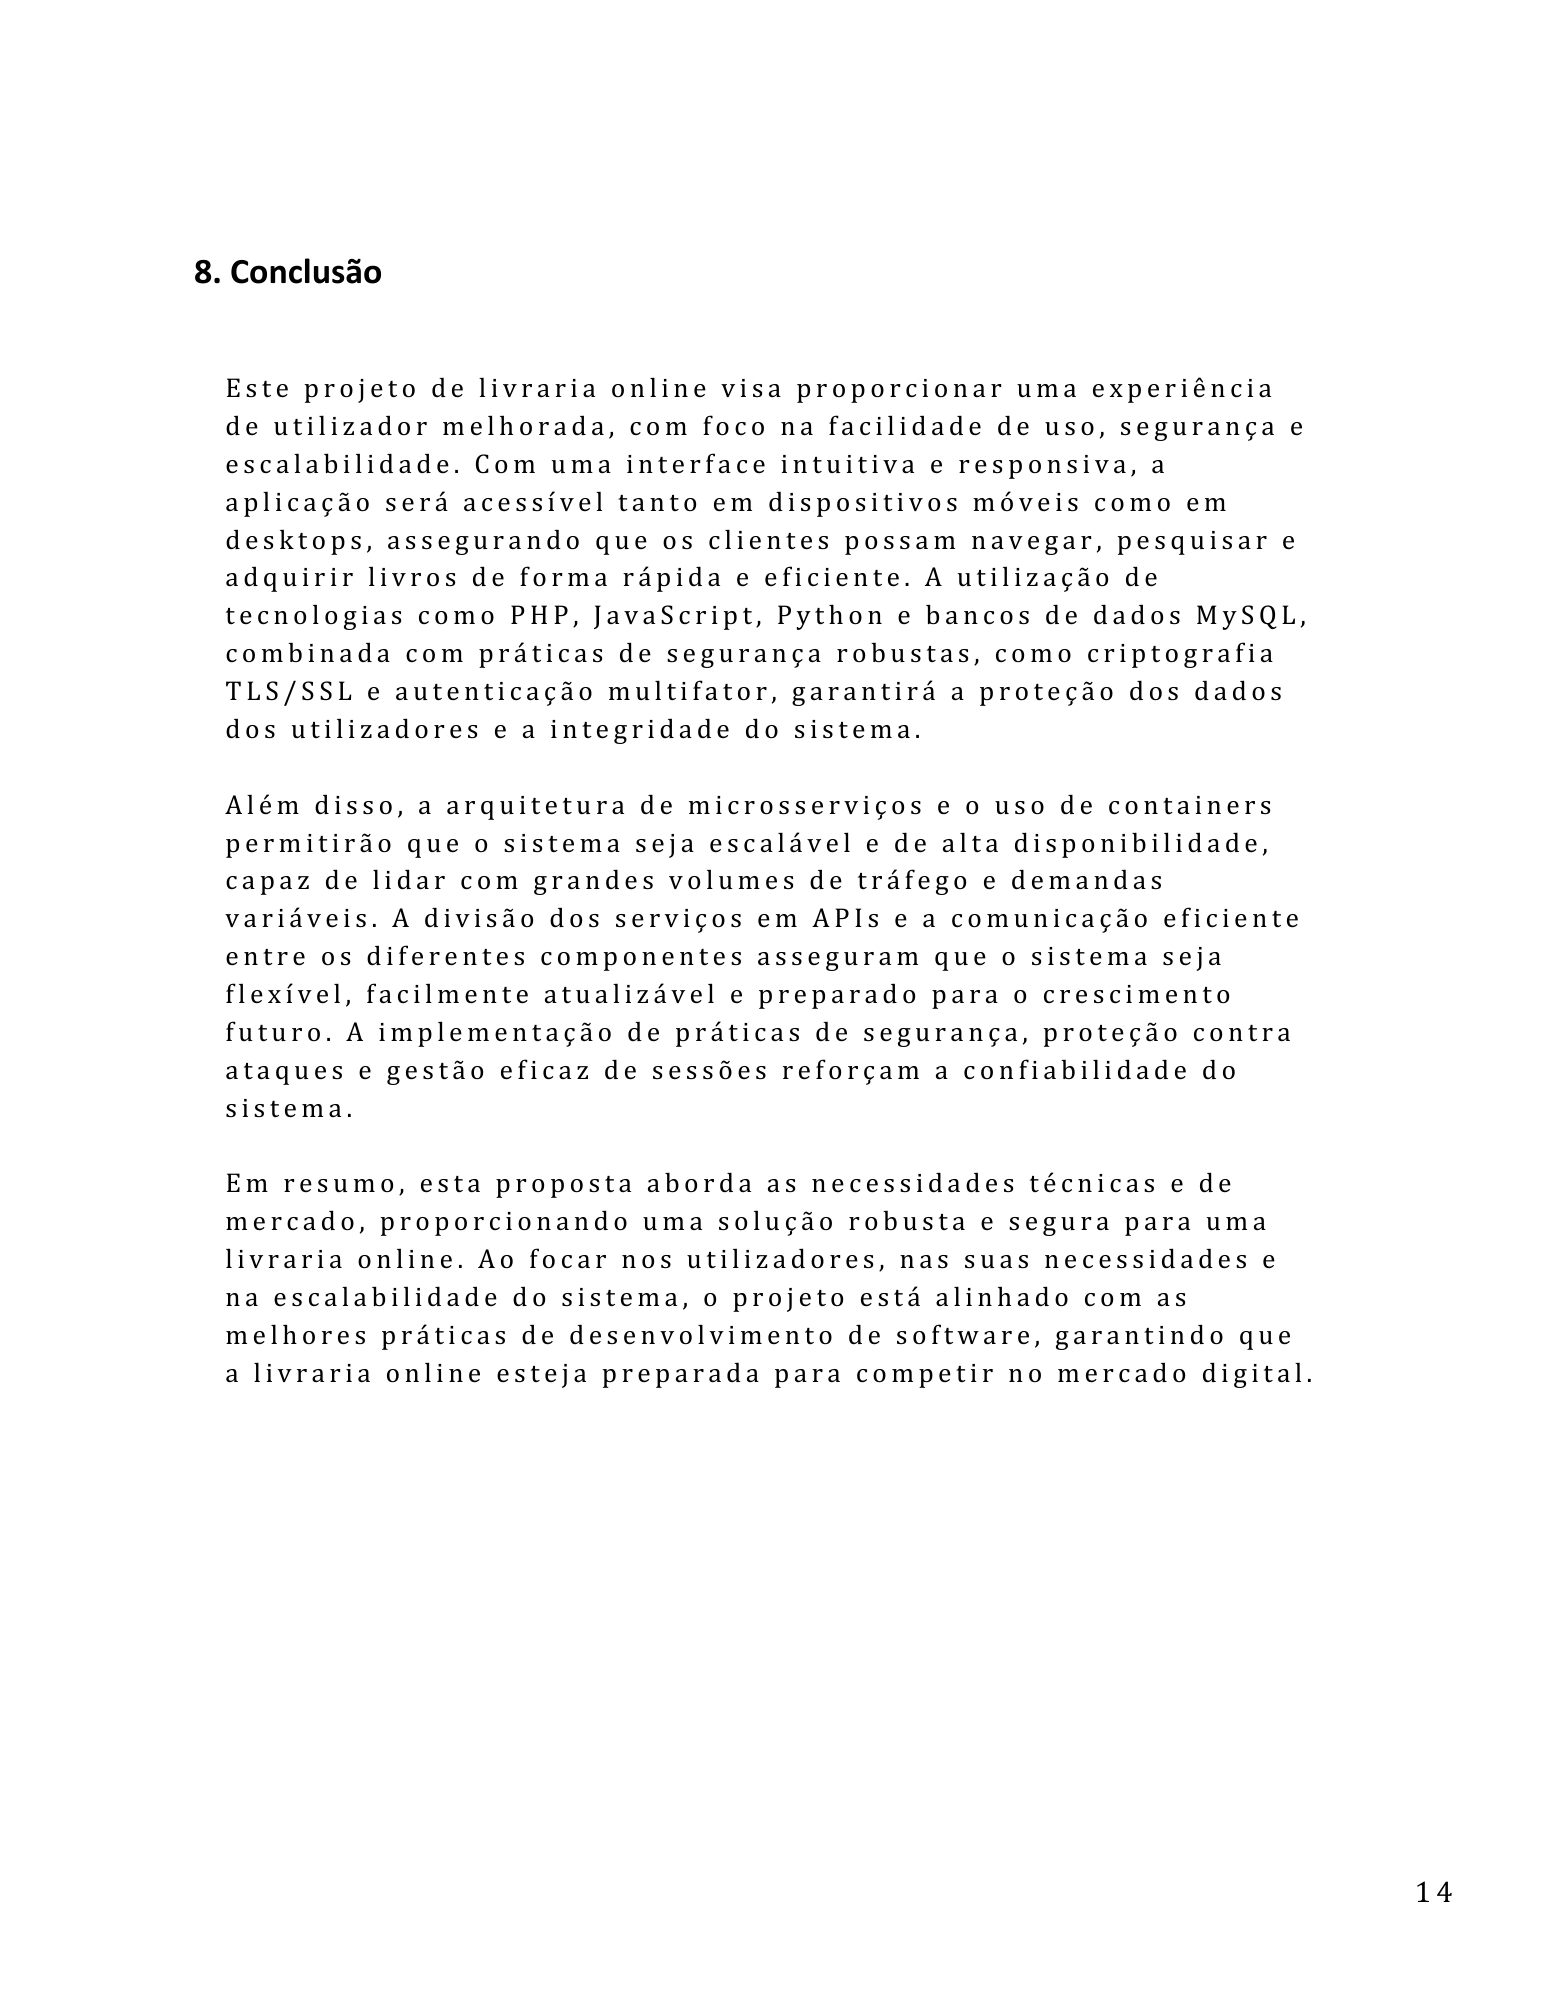 8. Conclusão
Este projeto de livraria online visa proporcionar uma experiência
de utilizador melhorada, com foco na facilidade de uso, segurança e
escalabilidade. Com uma interface intuitiva e responsiva, a
aplicação será acessível tanto em dispositivos móveis como em
desktops, assegurando que os clientes possam navegar, pesquisar e
adquirir livros de forma rápida e eficiente. A utilização de
tecnologias como PHP, JavaScript, Python e bancos de dados MySQL,
combinada com práticas de segurança robustas, como criptografia
TLS/SSL e autenticação multifator, garantirá a proteção dos dados
dos utilizadores e a integridade do sistema.
Além disso, a arquitetura de microsserviços e o uso de containers
permitirão que o sistema seja escalável e de alta disponibilidade,
capaz de lidar com grandes volumes de tráfego e demandas
variáveis. A divisão dos serviços em APIs e a comunicação eficiente
entre os diferentes componentes asseguram que o sistema seja
flexível, facilmente atualizável e preparado para o crescimento
futuro. A implementação de práticas de segurança, proteção contra
ataques e gestão eficaz de sessões reforçam a confiabilidade do
sistema.
Em resumo, esta proposta aborda as necessidades técnicas e de
mercado, proporcionando uma solução robusta e segura para uma
livraria online. Ao focar nos utilizadores, nas suas necessidades e
na escalabilidade do sistema, o projeto está alinhado com as
melhores práticas de desenvolvimento de software, garantindo que
a livraria online esteja preparada para competir no mercado digital.
14